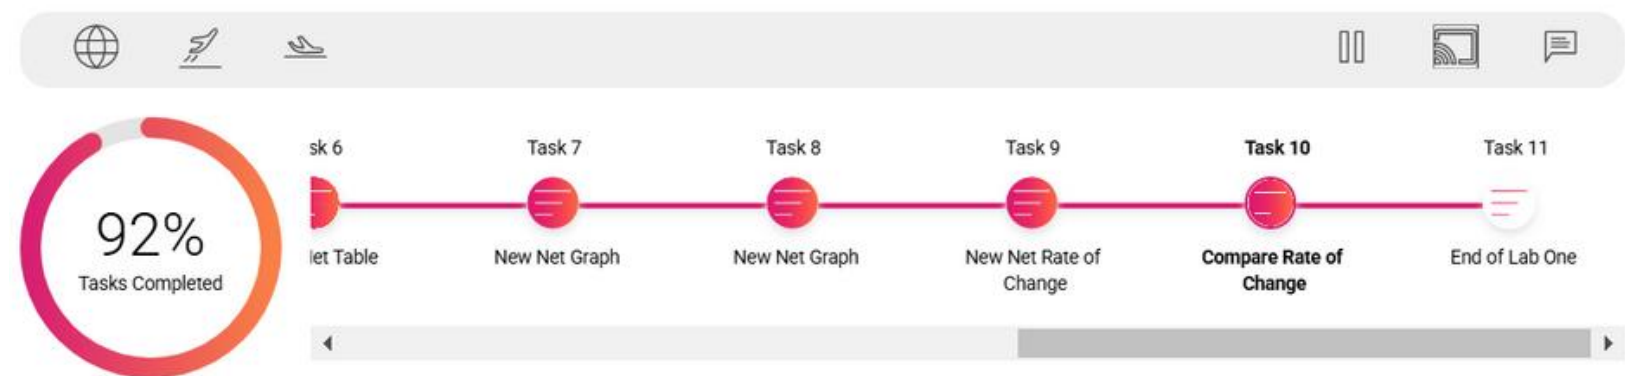 sk 6
Task 7
Task 8
Task 9
Task 10
Task 11
92%
Tasks Completed
let Table
New Net Graph
New Net Graph
New Net Rate of
Change
Compare Rate of
Change
End of Lab One